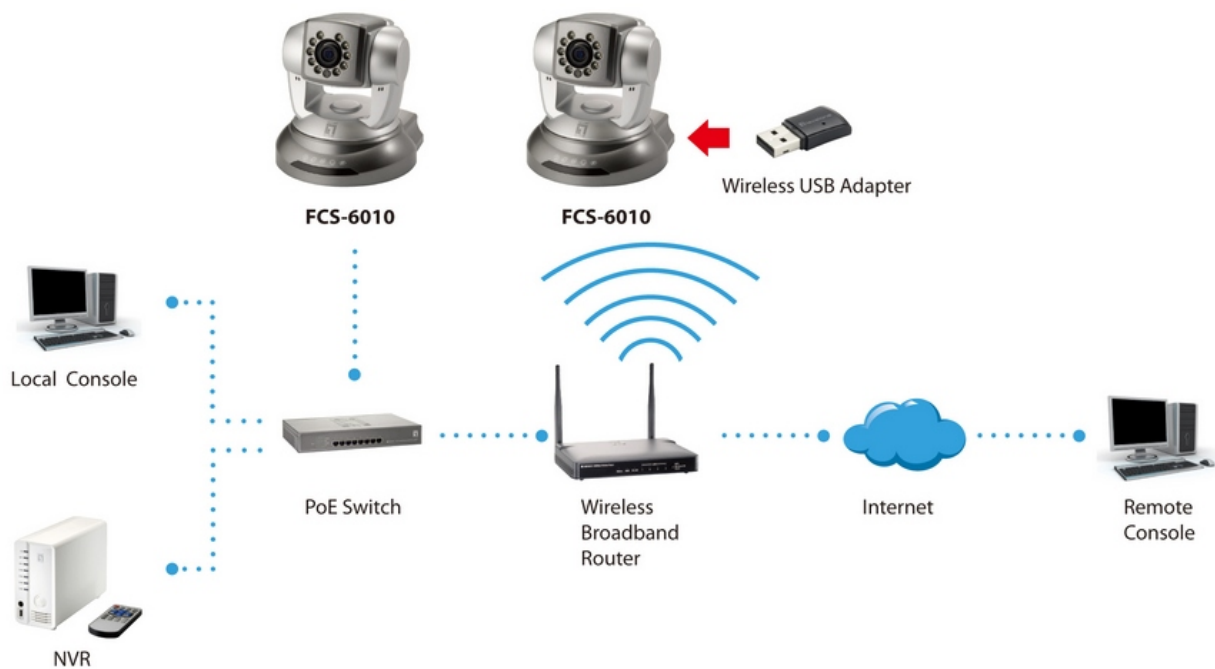 FCS-6010
FCS-6010
Wireless USB Adapter
Local Console
PoE Switch
Wireless
Broadband
Router
Internet
Remote
Console
NVR